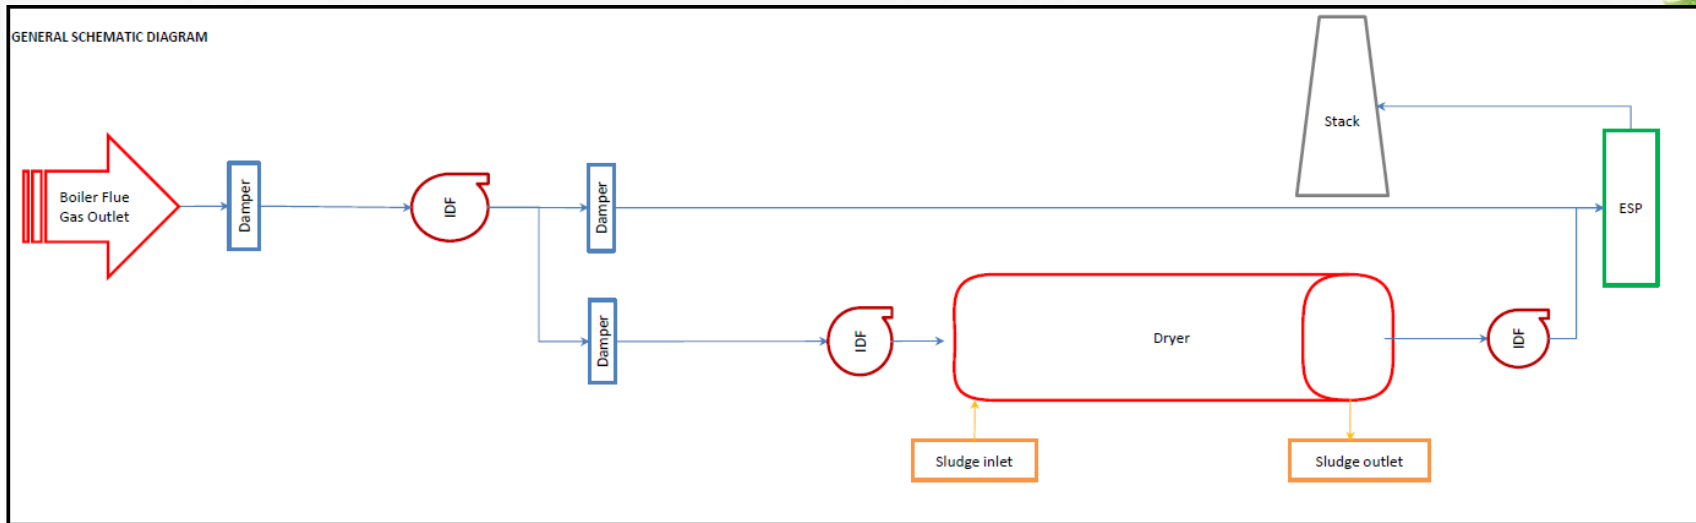 GENERAL SCHEMATIC DIAGRAM
Stack
Boiler Flue
Gas Outlet
Damper
IDF
Damper
ESP
Damper
IDF
Dryer
IDF
Sludge inlet
Sludge outlet